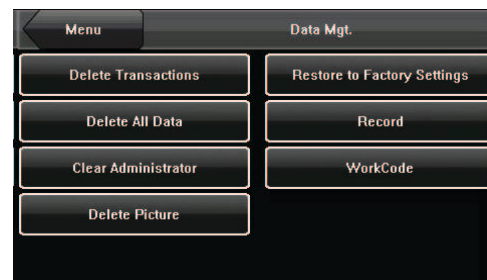 Menu
Data Mgt.
Delete Transactions
Restore to Factory Settings
Delete All Data
Record
Clear Administrator
WorkCode
Delete Picture